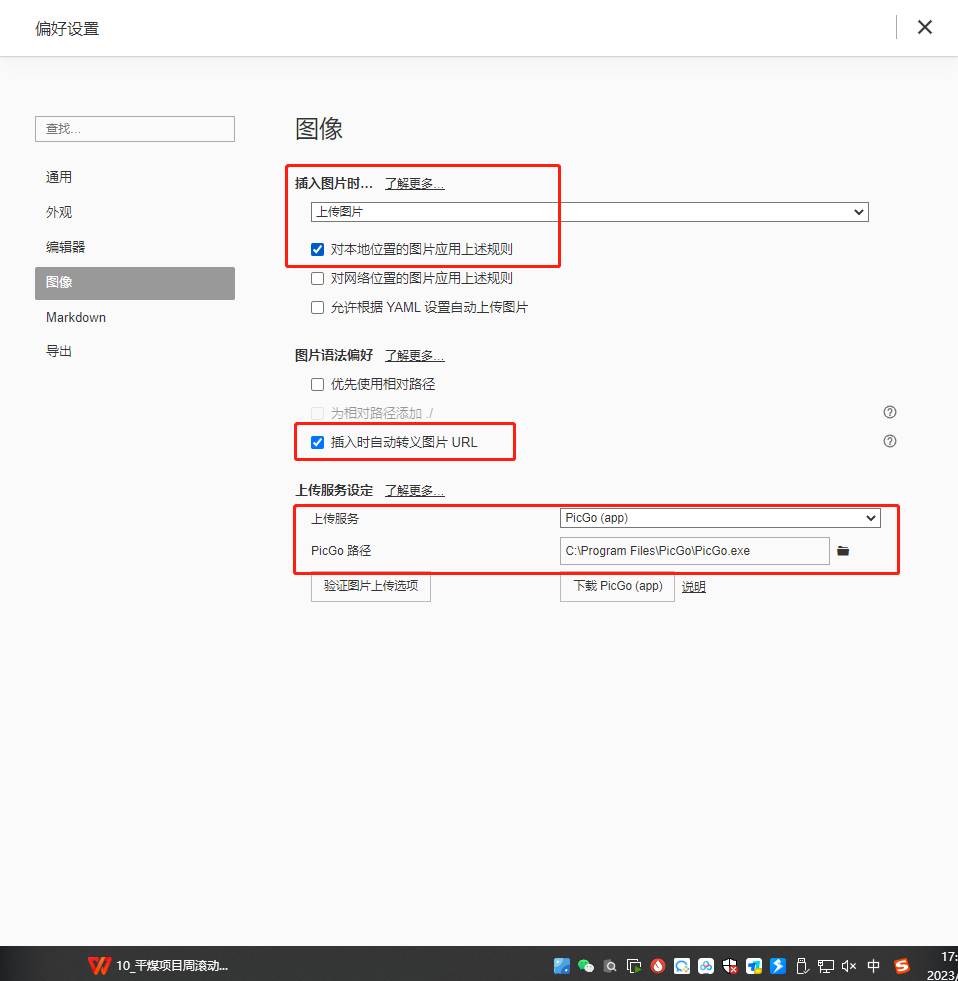 偏好设置
查找...
通用
外观
编辑器
图像
Markdown
导出
图像
插入图片时... 了解更多...
上传图片
对本地位置的图片应用上述规则
对网络位置的图片应用上述规则
允许根据 YAML 设置自动上传图片
图片语法偏好 了解更多...
优先使用相对路径
为相对路径添加 ./
插入时自动转义图片 URL
上传服务设定 了解更多...
上传服务 PicGo (app)
PicGo 路径 C:\Program Files\PicGo\PicGo.exe
验证图片上传选项 下载 PicGo (app) 说明
10_平煤项目周滚动...
中
17:
2023/